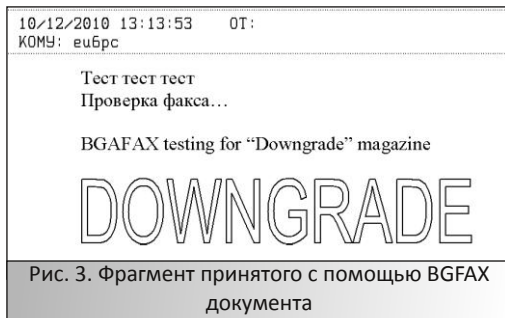 10/12/2010 13:13:53 ОТ:
КОМУ: еибрс
Тест тест тест
Проверка факса…
BGAFAX testing for “Downgrade” magazine
DOWNGRADE
Рис. 3. Фрагмент принятого с помощью BGFAX
документа